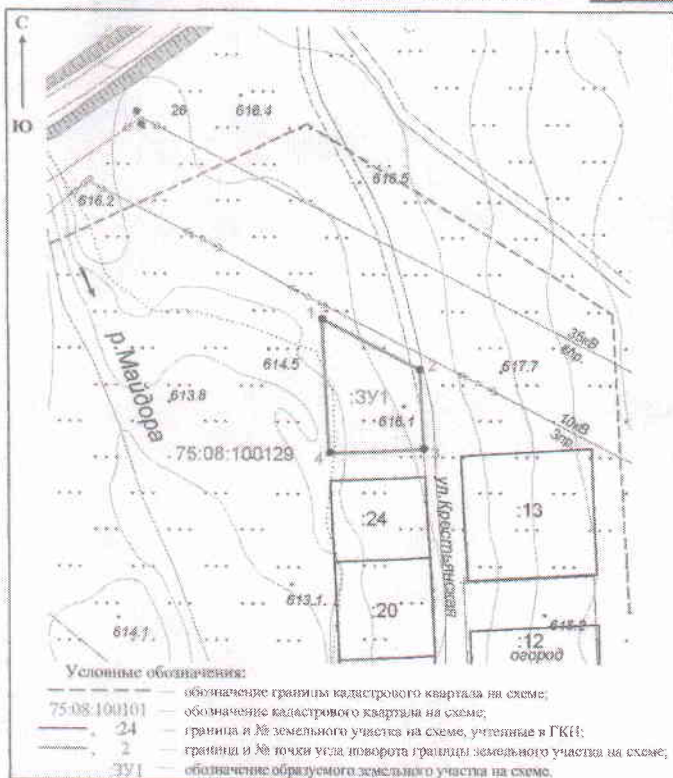 С
Ю
26
616.4
616.5
616.2
35кВ
1
2
617.7
614.5
р.Майдора
613.8
:ЗУ1
616.1
10кВ
3пр.
75:08:100129
4
3
ул.Крестьянская
:24
:13
613.1
:20
614.1
:12
огород
Условные обозначения:
— обозначение границы кадастрового квартала на схеме;
75:08:100101 — обозначение кадастрового квартала на схеме;
, :24 — граница и № земельного участка на схеме, учтенные в ГКН;
, 2 — граница и № точки угла поворота границы земельного участка на схеме;
:ЗУ1 — обозначение образуемого земельного участка на схеме.